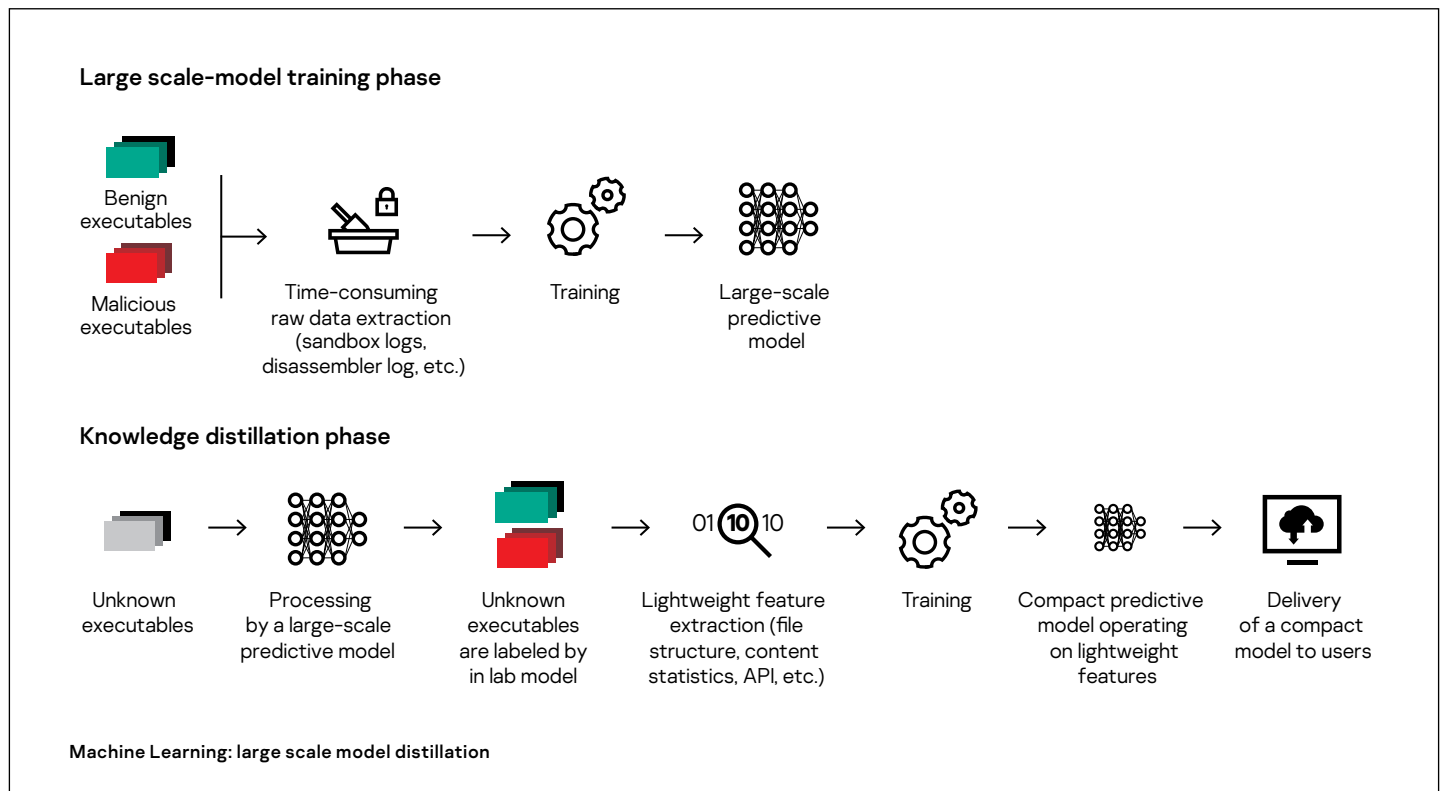 Large scale-model training phase
Benign
executables
Malicious
executables
Time-consuming
raw data extraction
(sandbox logs,
disassembler log, etc.)
Training
Large-scale
predictive
model
Knowledge distillation phase
Unknown
executables
Processing
by a large-scale
predictive model
Unknown
executables
are labeled by
in lab model
01 10 10
Lightweight feature
extraction (file
structure, content
statistics, API, etc.)
Training
Compact predictive
model operating
on lightweight
features
Delivery
of a compact
model to users
Machine Learning: large scale model distillation